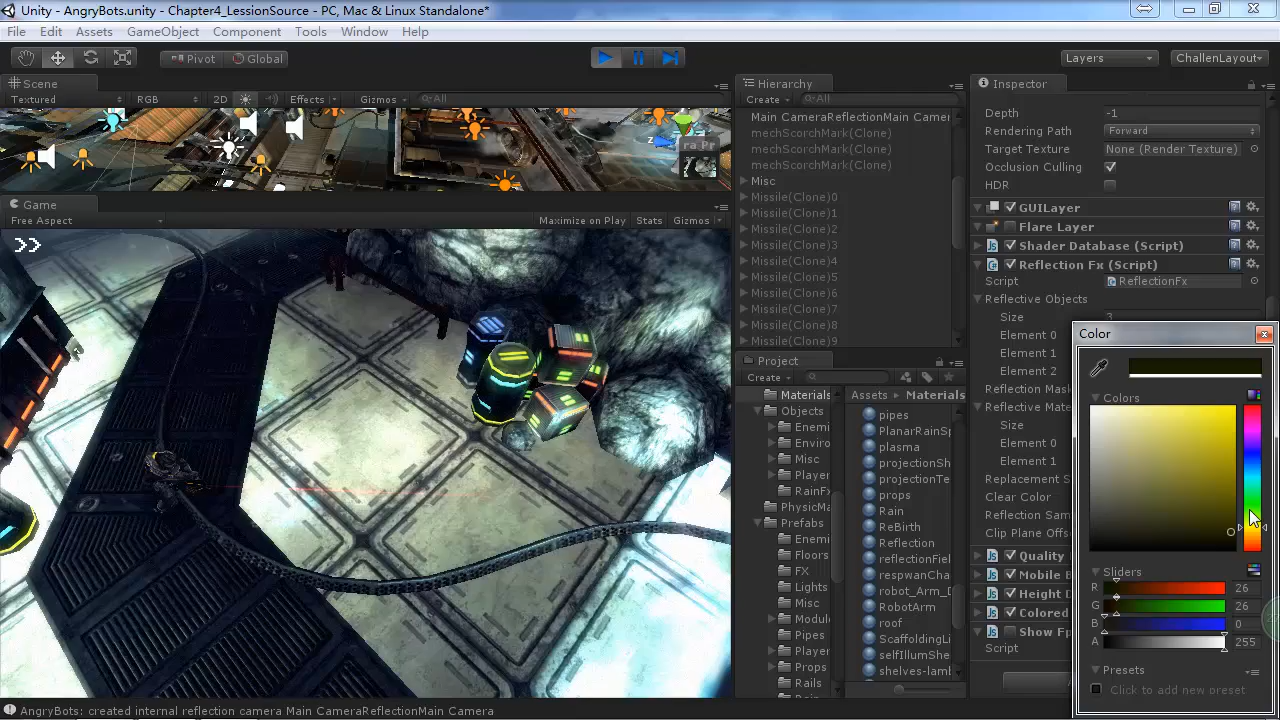 Unity - AngryBots.unity - Chapter4_LessionSource - PC, Mac & Linux Standalone*
File Edit Assets GameObject Component Tools Window Help
Pivot Global Layers ChallenLayout
Scene
Textured RGB 2D Effects Gizmos All
Game
Free Aspect Maximize on Play Stats Gizmos
Hierarchy
Create All
Main CameraReflectionMain Camer
mechScorchMark(Clone)
mechScorchMark(Clone)
mechScorchMark(Clone)
Misc
Missile(Clone)0
Missile(Clone)1
Missile(Clone)2
Missile(Clone)3
Missile(Clone)4
Missile(Clone)5
Missile(Clone)6
Missile(Clone)7
Missile(Clone)8
Missile(Clone)9
Project
Create
Materials
Objects
Enemi
Enviro
Misc
Player
RainFx
PhysicMa
Prefabs
Enemi
Floors
FX
Lights
Misc
Modul
Pipes
Player
Props
Rails
Assets Materials
pipes
PlanarRainSp
plasma
projectionSh
projectionTe
props
Rain
ReBirth
Reflection
reflectionFiel
respwanCha
robot_Arm_D
RobotArm
roof
ScaffoldingLi
selfIllumShe
shelves-lamb
Inspector
Depth -1
Rendering Path Forward
Target Texture None (Render Texture)
Occlusion Culling
HDR
GUILayer
Flare Layer
Shader Database (Script)
Reflection Fx (Script)
Script ReflectionFx
Reflective Objects
Size 3
Element 0
Element 1
Element 2
Reflection Mask
Reflective Mate
Size
Element 0
Element 1
Replacement S
Clear Color
Reflection Sam
Clip Plane Offs
Quality
Mobile B
Height D
Colored
Show Fp
Script
Color
Colors
Sliders
R 26
G 26
B 0
A 255
Presets
Click to add new preset
AngryBots: created internal reflection camera Main CameraReflectionMain Camera